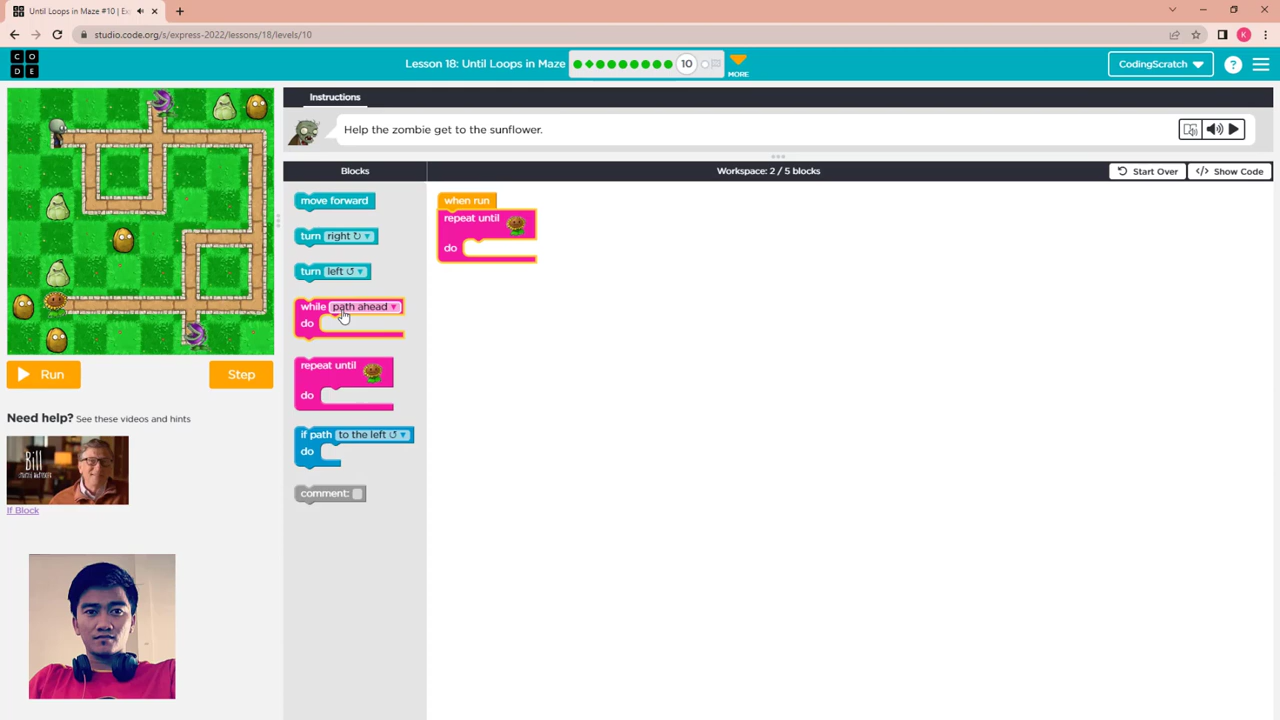 Until Loops in Maze #10 | Ex
studio.code.org/s/express-2022/lessons/18/levels/10
K
CO
DE
Lesson 18: Until Loops in Maze
10
MORE
CodingScratch
?
Instructions
Help the zombie get to the sunflower.
Blocks
Workspace: 2 / 5 blocks
Start Over
</> Show Code
move forward
turn right ↻
turn left ↺
while path ahead
do
repeat until
do
if path to the left ↺
do
comment:
when run
repeat until
do
Run
Step
Need help? See these videos and hints
Bill
If Block